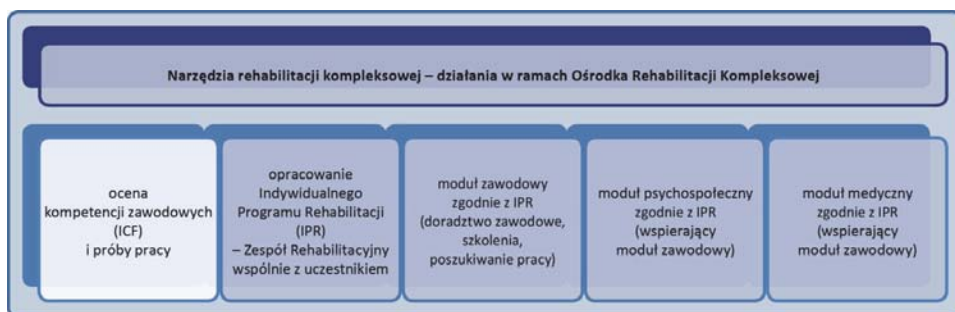 Narzędzia rehabilitacji kompleksowej – działania w ramach Ośrodka Rehabilitacji Kompleksowej
ocena
kompetencji zawodowych
(ICF)
i próby pracy
opracowanie
Indywidualnego
Programu Rehabilitacji
(IPR)
– Zespół Rehabilitacyjny
wspólnie z uczestnikiem
moduł zawodowy
zgodnie z IPR
(doradztwo zawodowe,
szkolenia,
poszukiwanie pracy)
moduł psychospołeczny
zgodnie z IPR
(wspierający
moduł zawodowy)
moduł medyczny
zgodnie z IPR
(wspierający
moduł zawodowy)